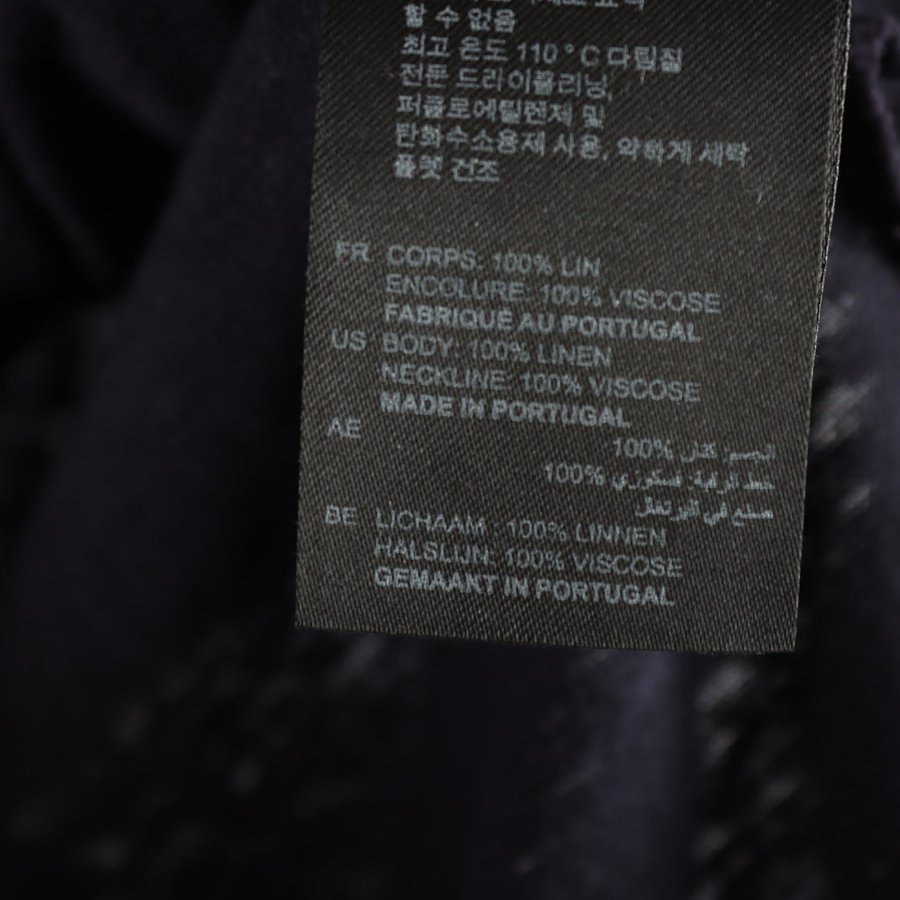 할 수 없음
최고 온도 110 ° C 다림질
전문 드라이클리닝,
퍼클로에틸렌제 및
탄화수소용제 사용, 약하게 세탁
플랫 건조
FR CORPS: 100% LIN
ENCOLURE: 100% VISCOSE
FABRIQUÉ AU PORTUGAL
US BODY: 100% LINEN
NECKLINE: 100% VISCOSE
MADE IN PORTUGAL
AE
الجسم: كتان 100%
خط الرقبة: فسكوزي 100%
صنع في البرتغال
BE LICHAAM : 100% LINNEN
HALSLIJN: 100% VISCOSE
GEMAAKT IN PORTUGAL